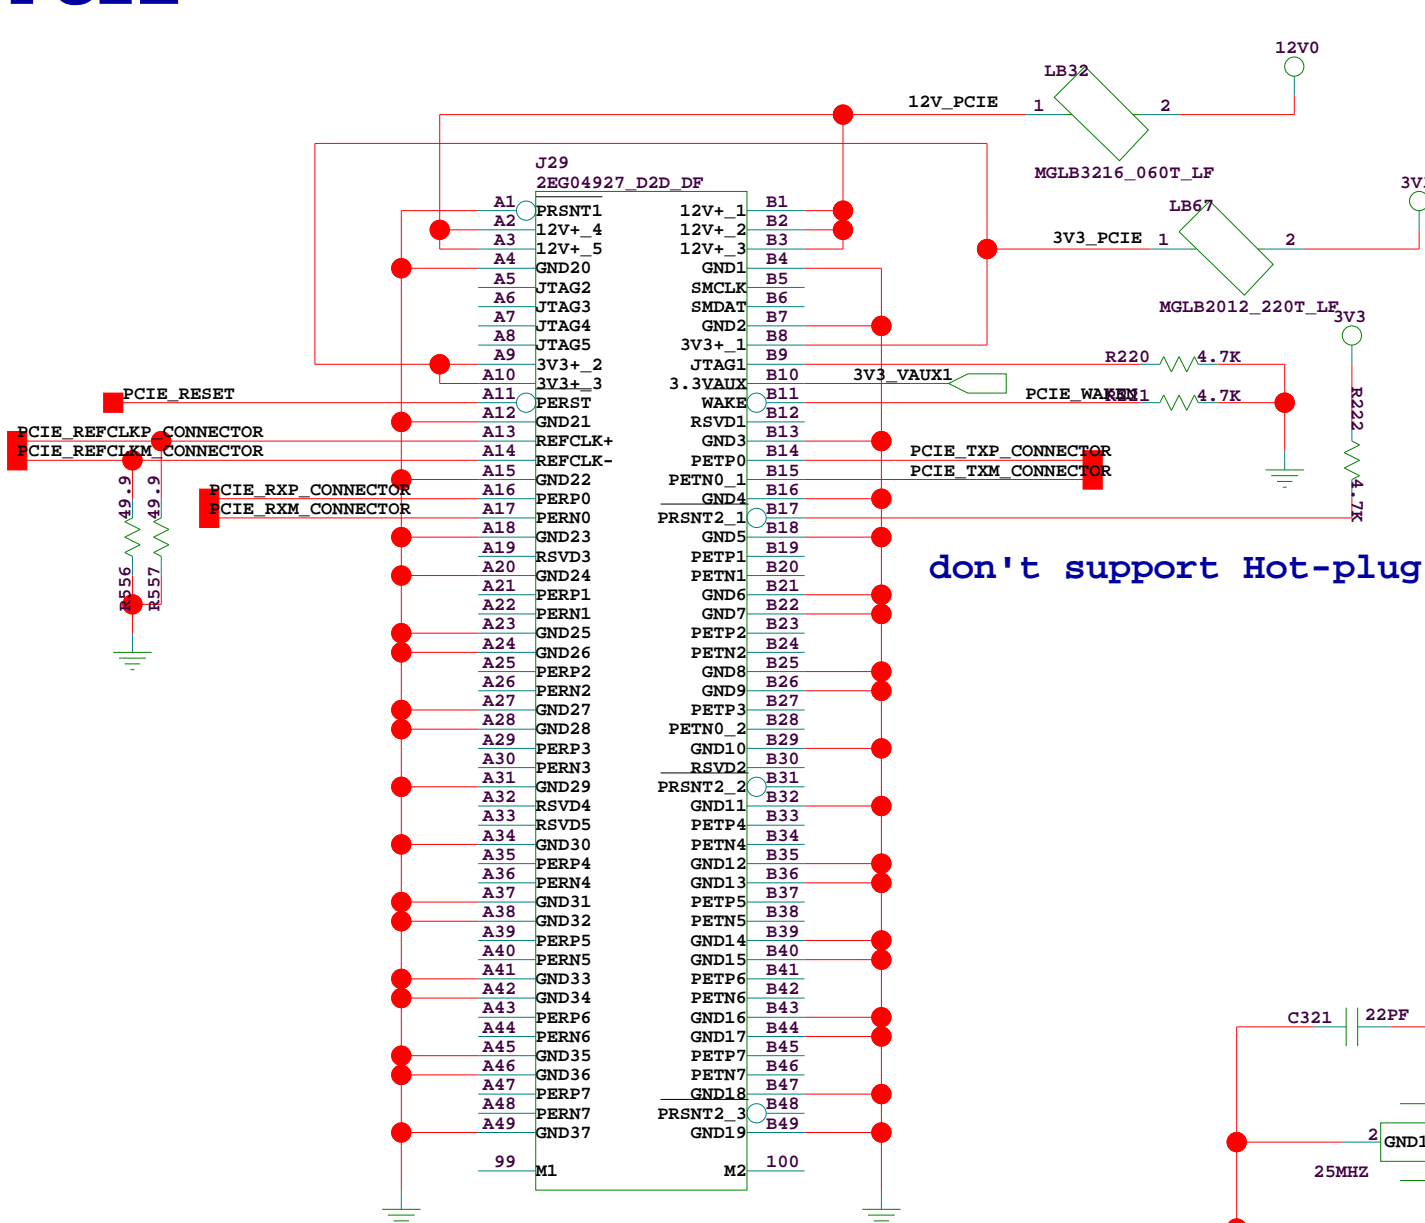 PCIE
12V0
LB32
12V_PCIE
1
2
MGLB3216_060T_LF
J29
2EG04927_D2D_DF
LB67
3V3_PCIE
1
2
MGLB2012_220T_LF
3V3
A1 PRSNT1 12V+_1 B1
A2 12V+_4 12V+_2 B2
A3 12V+_5 12V+_3 B3
A4 GND20 GND1 B4
A5 JTAG2 SMCLK B5
A6 JTAG3 SMDAT B6
A7 JTAG4 GND2 B7
A8 JTAG5 3V3+_1 B8
A9 3V3+_2 JTAG1 B9 R220 4.7K
A10 3V3+_3 3.3VAUX B10 3V3_VAUX1
PCIE_RESET A11 PERST WAKE B11 PCIE_WAKEN 4.7K
R222
4.7K
A12 GND21 RSVD1 B12
PCIE_REFCLKP_CONNECTOR A13 REFCLK+ GND3 B13
PCIE_REFCLKM_CONNECTOR A14 REFCLK- PETP0 B14 PCIE_TXP_CONNECTOR
A15 GND22 PETN0_1 B15 PCIE_TXM_CONNECTOR
PCIE_RXP_CONNECTOR A16 PERP0 GND4 B16
PCIE_RXM_CONNECTOR A17 PERN0 PRSNT2_1 B17
49.9
49.9
R556
R557
A18 GND23 GND5 B18
A19 RSVD3 PETP1 B19
don't support Hot-plug
A20 GND24 PETN1 B20
A21 PERP1 GND6 B21
A22 PERN1 GND7 B22
A23 GND25 PETP2 B23
A24 GND26 PETN2 B24
A25 PERP2 GND8 B25
A26 PERN2 GND9 B26
A27 GND27 PETP3 B27
A28 GND28 PETN0_2 B28
A29 PERP3 GND10 B29
A30 PERN3 RSVD2 B30
A31 GND29 PRSNT2_2 B31
A32 RSVD4 GND11 B32
A33 RSVD5 PETP4 B33
A34 GND30 PETN4 B34
A35 PERP4 GND12 B35
A36 PERN4 GND13 B36
A37 GND31 PETP5 B37
A38 GND32 PETN5 B38
A39 PERP5 GND14 B39
A40 PERN5 GND15 B40
A41 GND33 PETP6 B41
A42 GND34 PETN6 B42
A43 PERP6 GND16 B43
A44 PERN6 GND17 B44
A45 GND35 PETP7 B45
A46 GND36 PETN7 B46
A47 PERP7 GND18 B47
A48 PERN7 PRSNT2_3 B48
A49 GND37 GND19 B49
99 M1 M2 100
C321 22PF
2 GND1
25MHZ